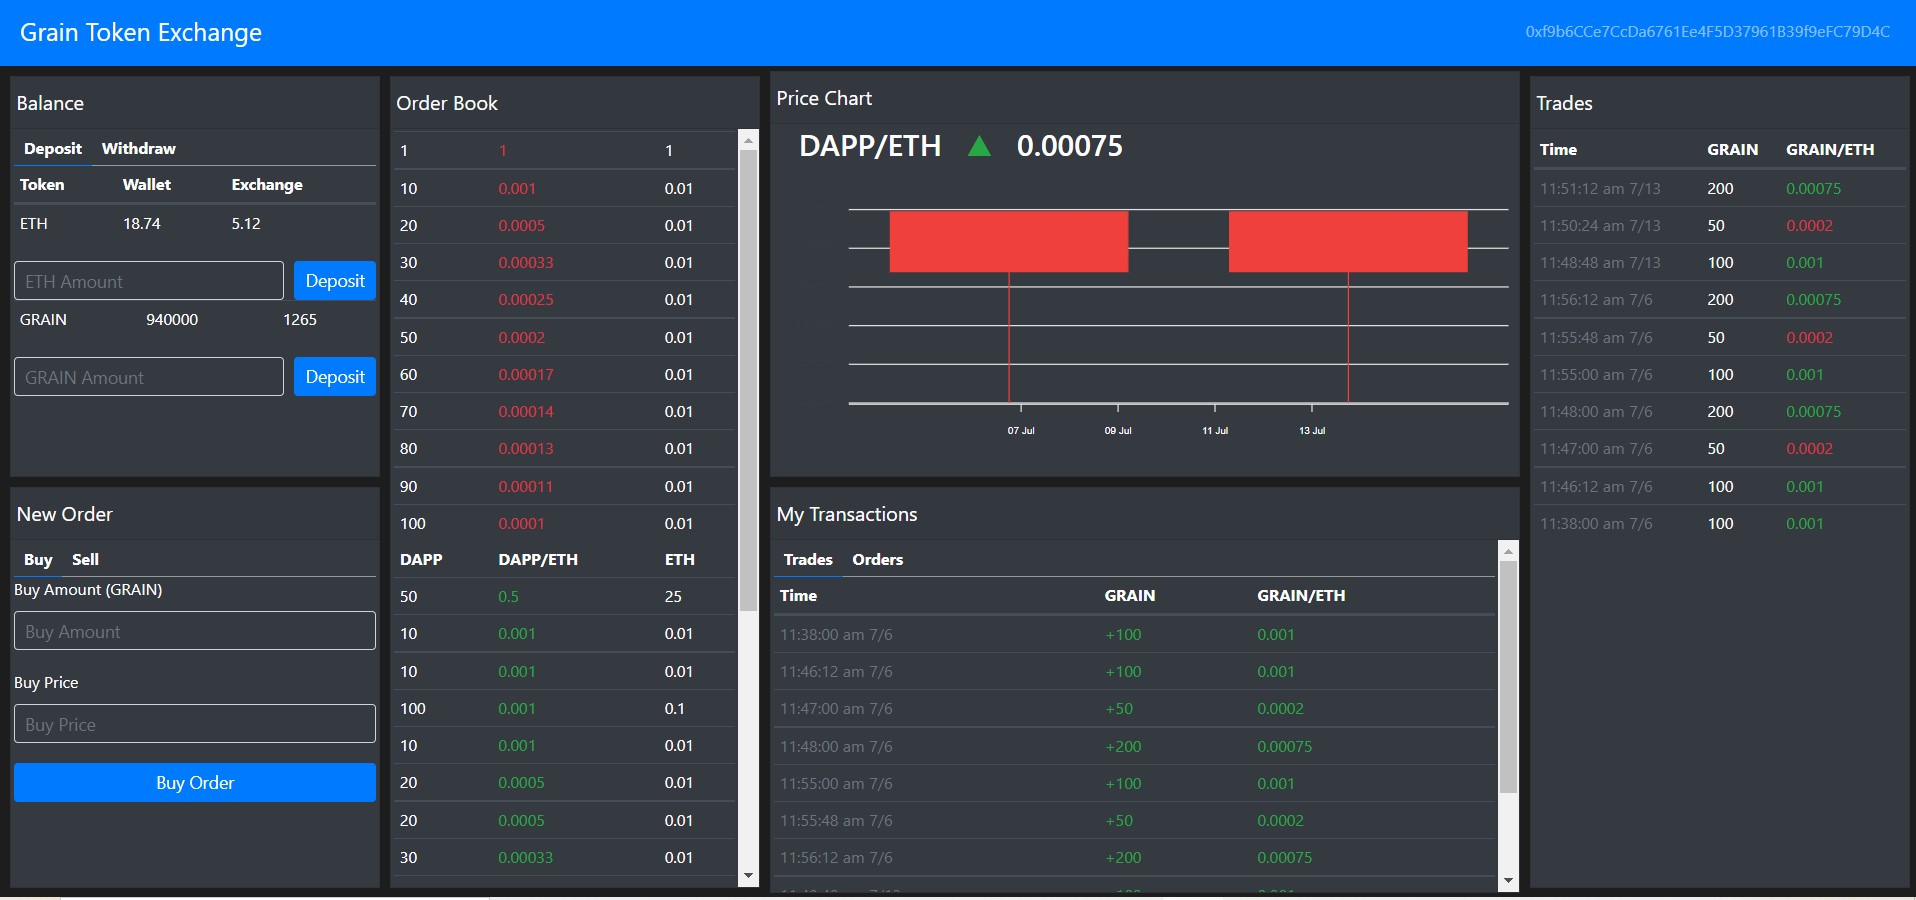 Grain Token Exchange
0xf9b6CCe7CcDa6761Ee4F5D37961B39f9eFC79D4C
Balance
Deposit Withdraw
Token Wallet Exchange
ETH 18.74 5.12
ETH Amount Deposit
GRAIN 940000 1265
GRAIN Amount Deposit
New Order
Buy Sell
Buy Amount (GRAIN)
Buy Amount
Buy Price
Buy Price
Buy Order
Order Book
1 1 1
10 0.001 0.01
20 0.0005 0.01
30 0.00033 0.01
40 0.00025 0.01
50 0.0002 0.01
60 0.00017 0.01
70 0.00014 0.01
80 0.00013 0.01
90 0.00011 0.01
100 0.0001 0.01
DAPP DAPP/ETH ETH
50 0.5 25
10 0.001 0.01
10 0.001 0.01
100 0.001 0.1
10 0.001 0.01
20 0.0005 0.01
20 0.0005 0.01
30 0.00033 0.01
Price Chart
DAPP/ETH ▲ 0.00075
07 Jul 09 Jul 11 Jul 13 Jul
My Transactions
Trades Orders
Time GRAIN GRAIN/ETH
11:38:00 am 7/6 +100 0.001
11:46:12 am 7/6 +100 0.001
11:47:00 am 7/6 +50 0.0002
11:48:00 am 7/6 +200 0.00075
11:55:00 am 7/6 +100 0.001
11:55:48 am 7/6 +50 0.0002
11:56:12 am 7/6 +200 0.00075
Trades
Time GRAIN GRAIN/ETH
11:51:12 am 7/13 200 0.00075
11:50:24 am 7/13 50 0.0002
11:48:48 am 7/13 100 0.001
11:56:12 am 7/6 200 0.00075
11:55:48 am 7/6 50 0.0002
11:55:00 am 7/6 100 0.001
11:48:00 am 7/6 200 0.00075
11:47:00 am 7/6 50 0.0002
11:46:12 am 7/6 100 0.001
11:38:00 am 7/6 100 0.001